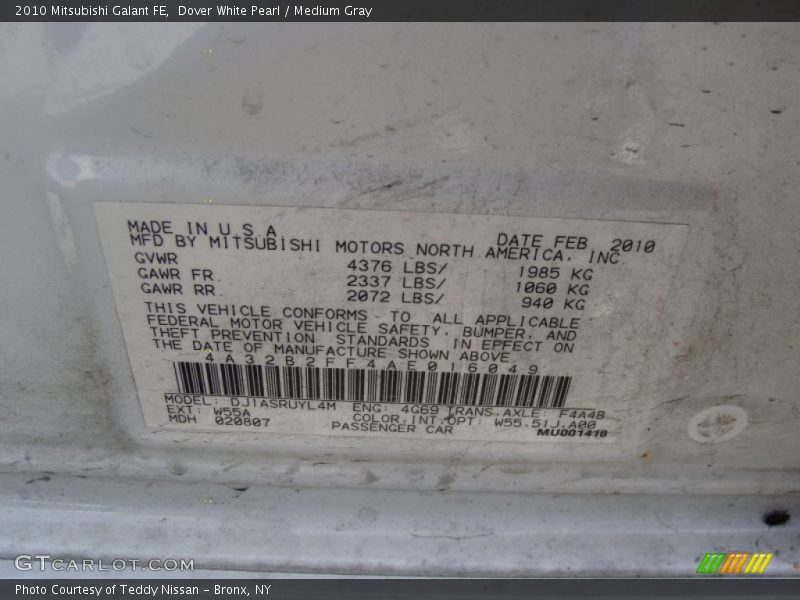 2010 Mitsubishi Galant FE, Dover White Pearl / Medium Gray
MADE IN U.S.A. DATE FEB 2010
MFD BY MITSUBISHI MOTORS NORTH AMERICA, INC.
GVWR 4376 LBS/ 1985 KG
GAWR FR. 2337 LBS/ 1060 KG
GAWR RR. 2072 LBS/ 940 KG
THIS VEHICLE CONFORMS TO ALL APPLICABLE
FEDERAL MOTOR VEHICLE SAFETY, BUMPER, AND
THEFT PREVENTION STANDARDS IN EFFECT ON
THE DATE OF MANUFACTURE SHOWN ABOVE
4A32B2FF4AE016049
MODEL: DJ1ASRUYL4M ENG: 4G69 TRANS.AXLE: F4A4B
EXT: W55A COLOR.INT.OPT: W55.51J.A00
MDH 020807 PASSENGER CAR MU001418
GTCARLOT.COM
Photo Courtesy of Teddy Nissan – Bronx, NY